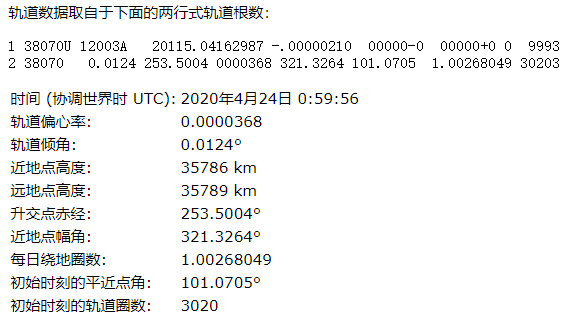 轨道数据取自于下面的两行式轨道根数:
1 38070U 12003A   20115.04162987 -.00000210  00000-0  00000+0 0  9993
2 38070   0.0124 253.5004 0000368 321.3264 101.0705  1.00268049 30203
时间 (协调世界时 UTC): 2020年4月24日 0:59:56
轨道偏心率: 0.0000368
轨道倾角: 0.0124°
近地点高度: 35786 km
远地点高度: 35789 km
升交点赤经: 253.5004°
近地点幅角: 321.3264°
每日绕地圈数: 1.00268049
初始时刻的平近点角: 101.0705°
初始时刻的轨道圈数: 3020